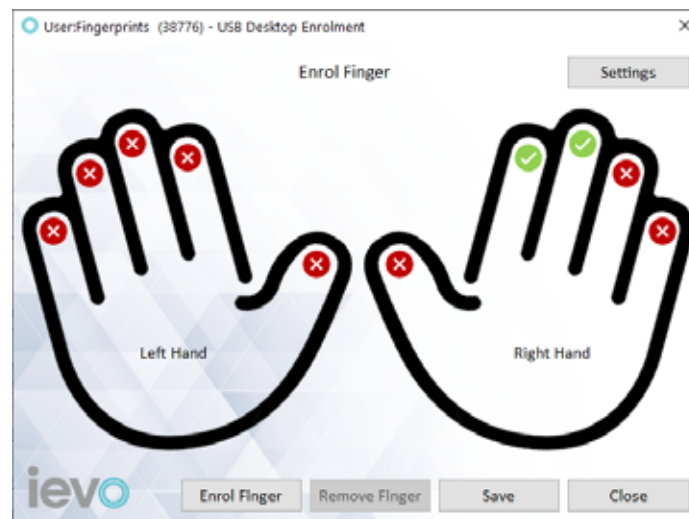 User:Fingerprints (38776) - USB Desktop Enrolment
Enrol Finger
Settings
Left Hand
Right Hand
ievo
Enrol Finger
Remove Finger
Save
Close